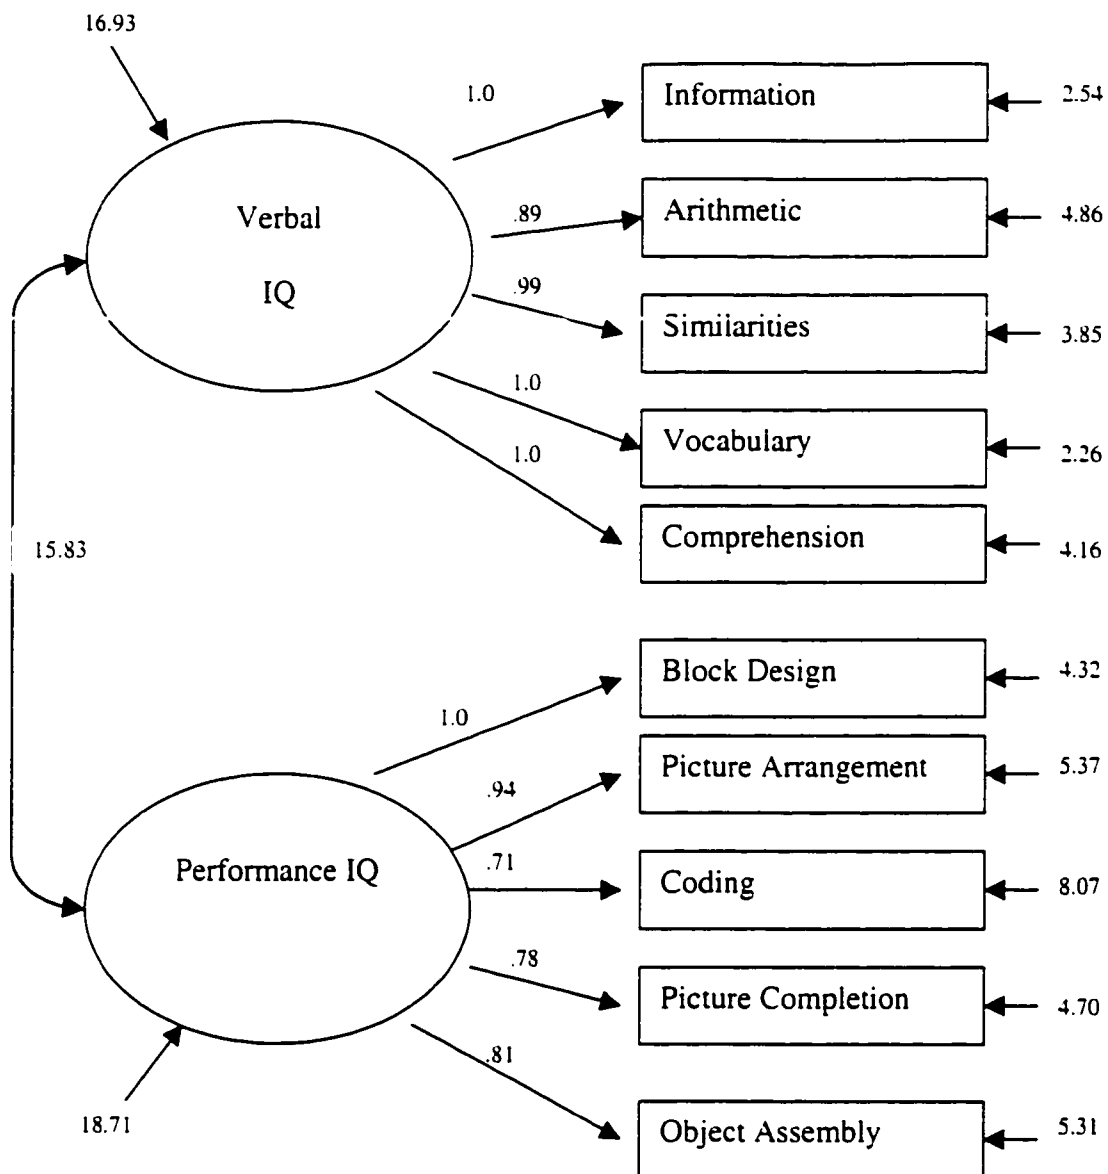 16.93
1.0
Information
2.54
Verbal
IQ
.89
Arithmetic
4.86
.99
Similarities
3.85
1.0
Vocabulary
2.26
1.0
Comprehension
4.16
15.83
1.0
Block Design
4.32
.94
Picture Arrangement
5.37
Performance IQ
.71
Coding
8.07
.78
Picture Completion
4.70
.81
Object Assembly
5.31
18.71